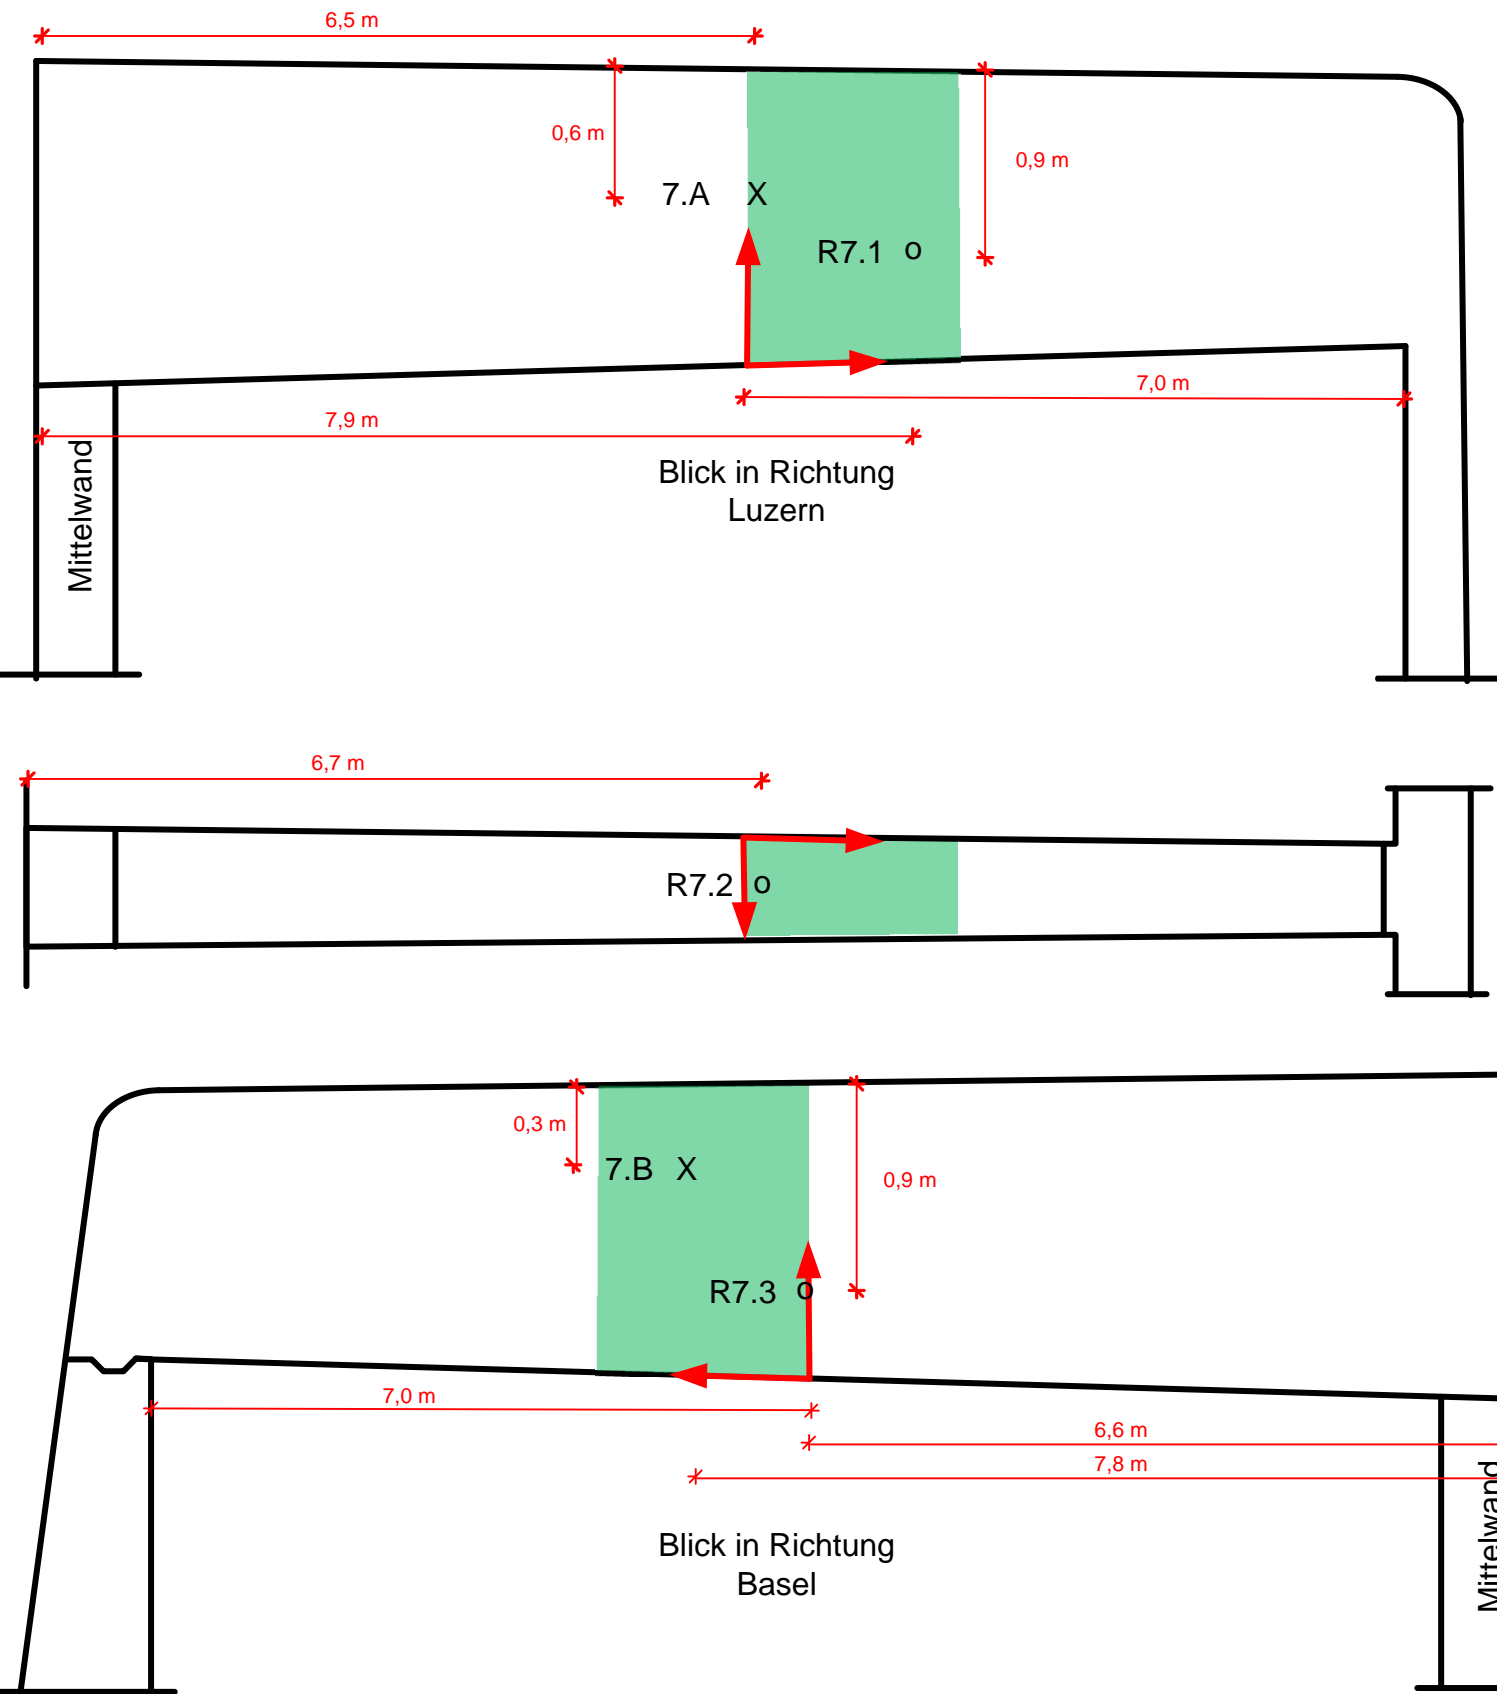 6,5 m
0,6 m
0,9 m
7.A X
R7.1 o
7,0 m
7,9 m
Mittelwand
Blick in Richtung
Luzern
6,7 m
R7.2 o
0,3 m
7.B X
0,9 m
R7.3 o
7,0 m
6,6 m
7,8 m
Mittelwand
Blick in Richtung
Basel